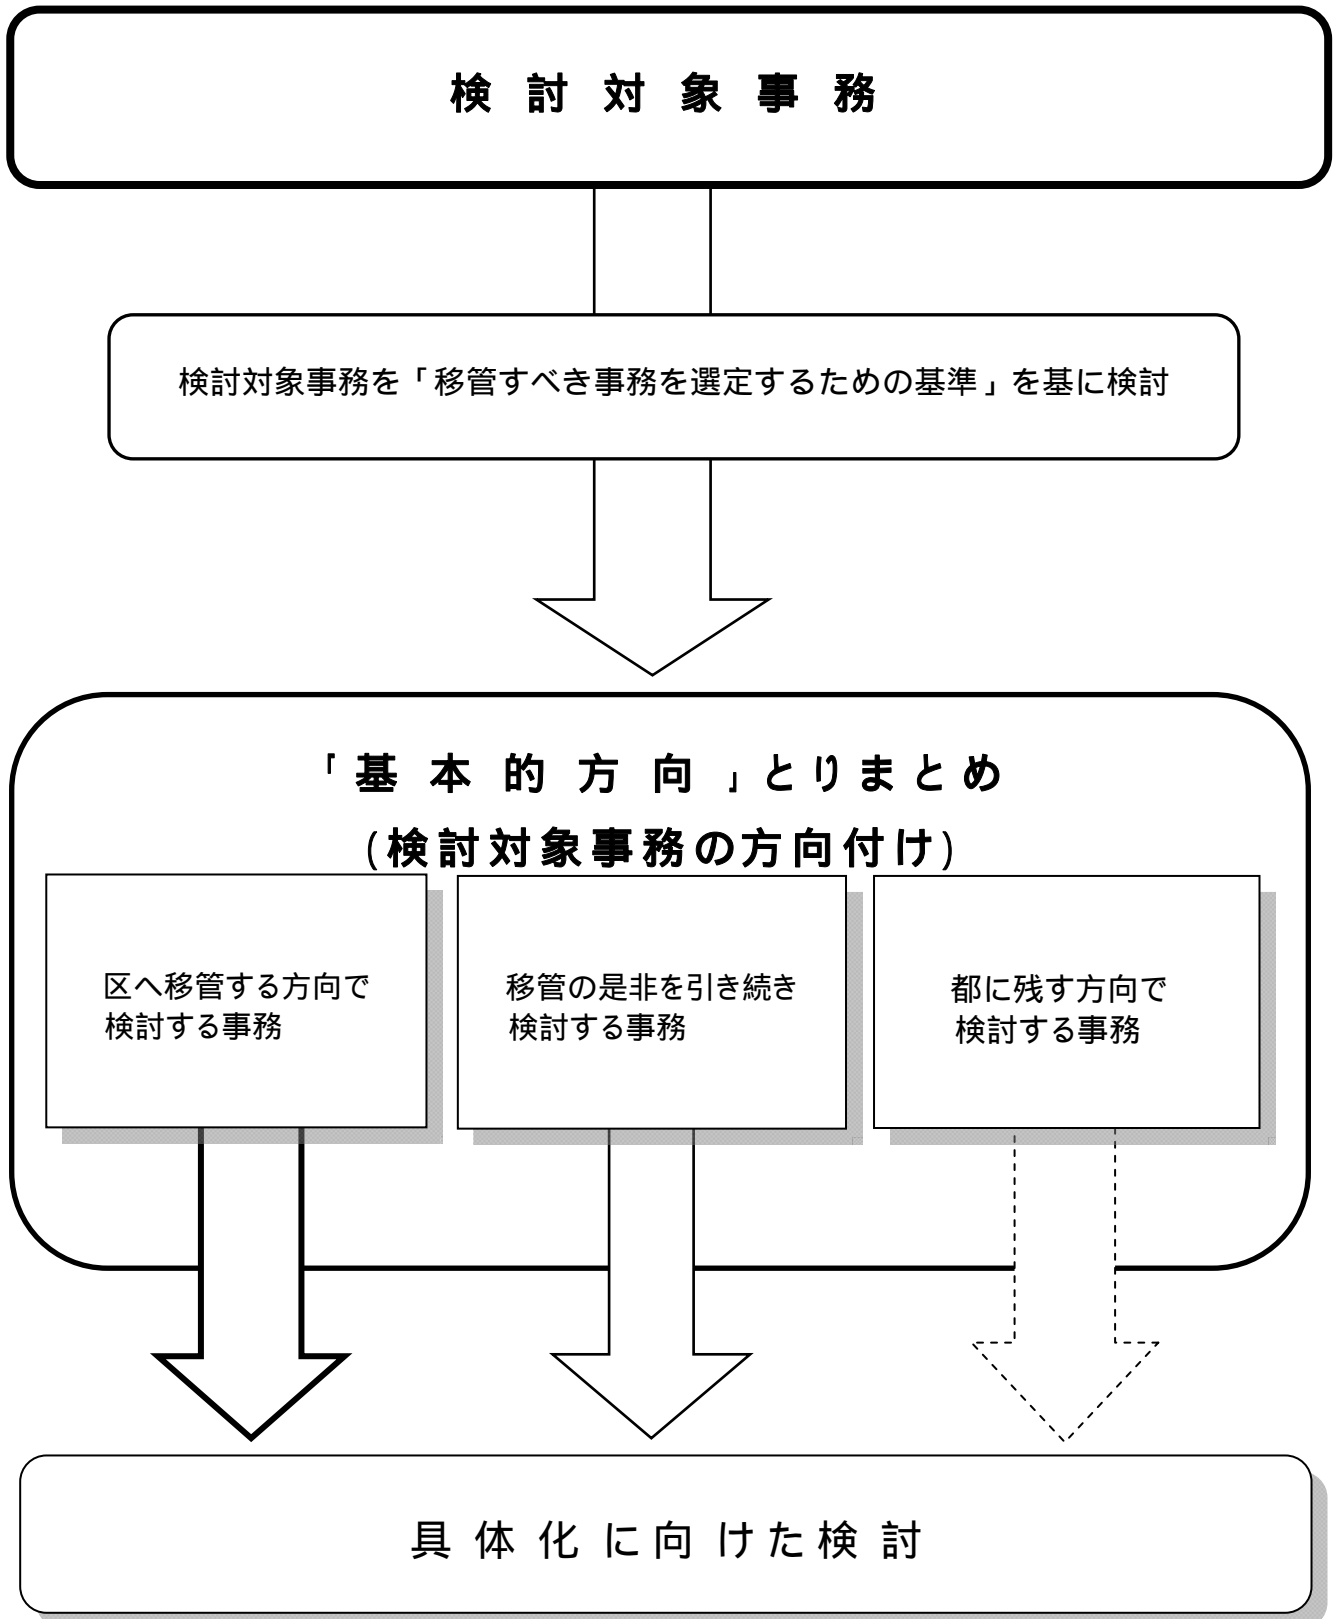 検討対象事務
検討対象事務を「移管すべき事務を選定するための基準」を基に検討
「基本的方向」とりまとめ
(検討対象事務の方向付け)
区へ移管する方向で
検討する事務
移管の是非を引き続き
検討する事務
都に残す方向で
検討する事務
具体化に向けた検討